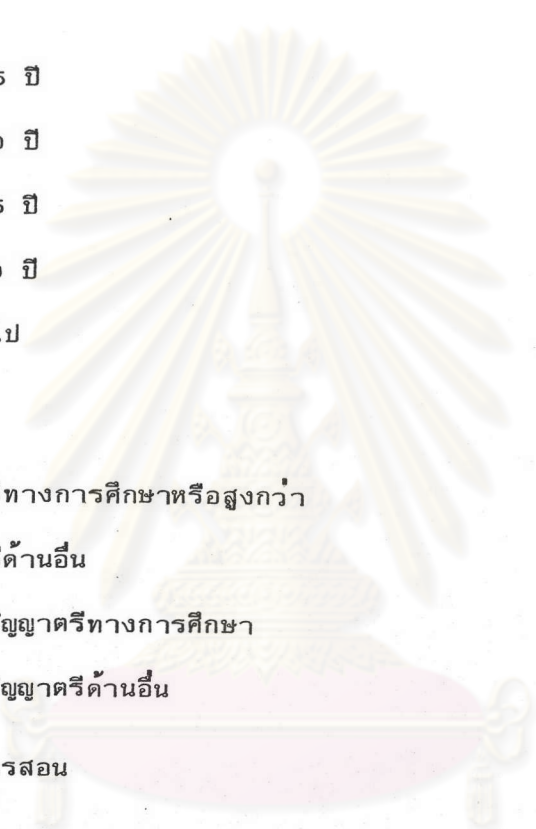 ปี
ปี
ปี
ปี
ทางการศึกษาหรือสูงกว่า
ด้านอื่น
ญญาตรีทางการศึกษา
ญญาตรีด้านอื่น
รสอน